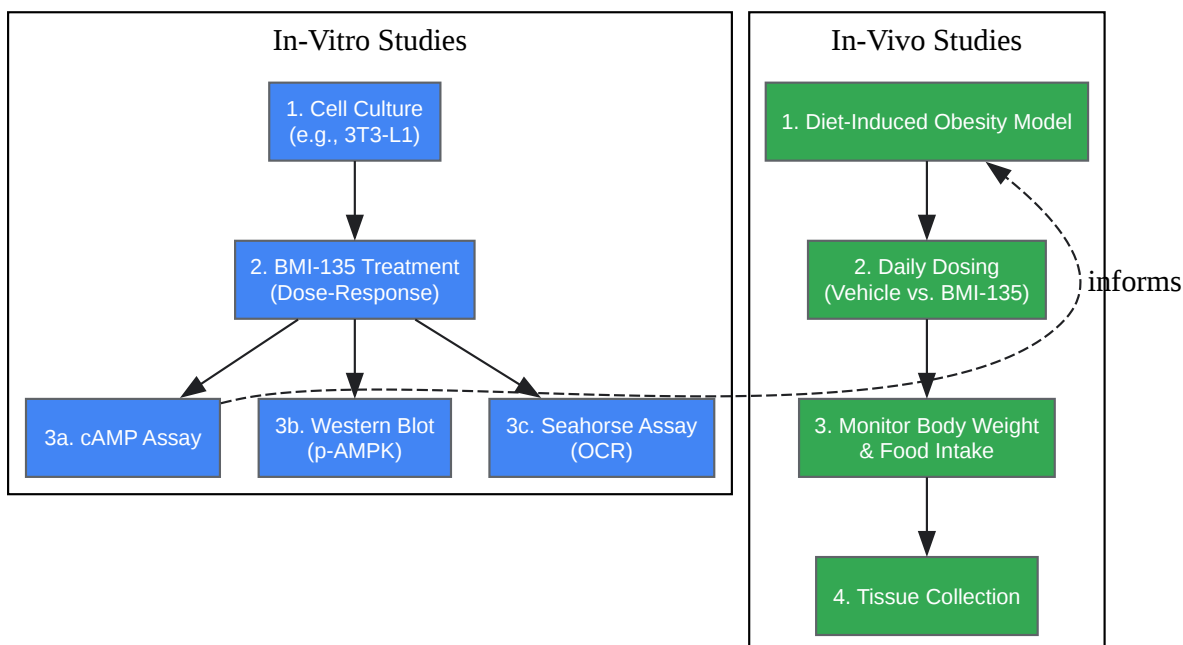 In-Vitro Studies
1. Cell Culture
(e.g., 3T3-L1)
2. BMI-135 Treatment
(Dose-Response)
3a. cAMP Assay
3b. Western Blot
(p-AMPK)
3c. Seahorse Assay
(OCR)
In-Vivo Studies
1. Diet-Induced Obesity Model
2. Daily Dosing
(Vehicle vs. BMI-135)
informs
3. Monitor Body Weight
& Food Intake
4. Tissue Collection